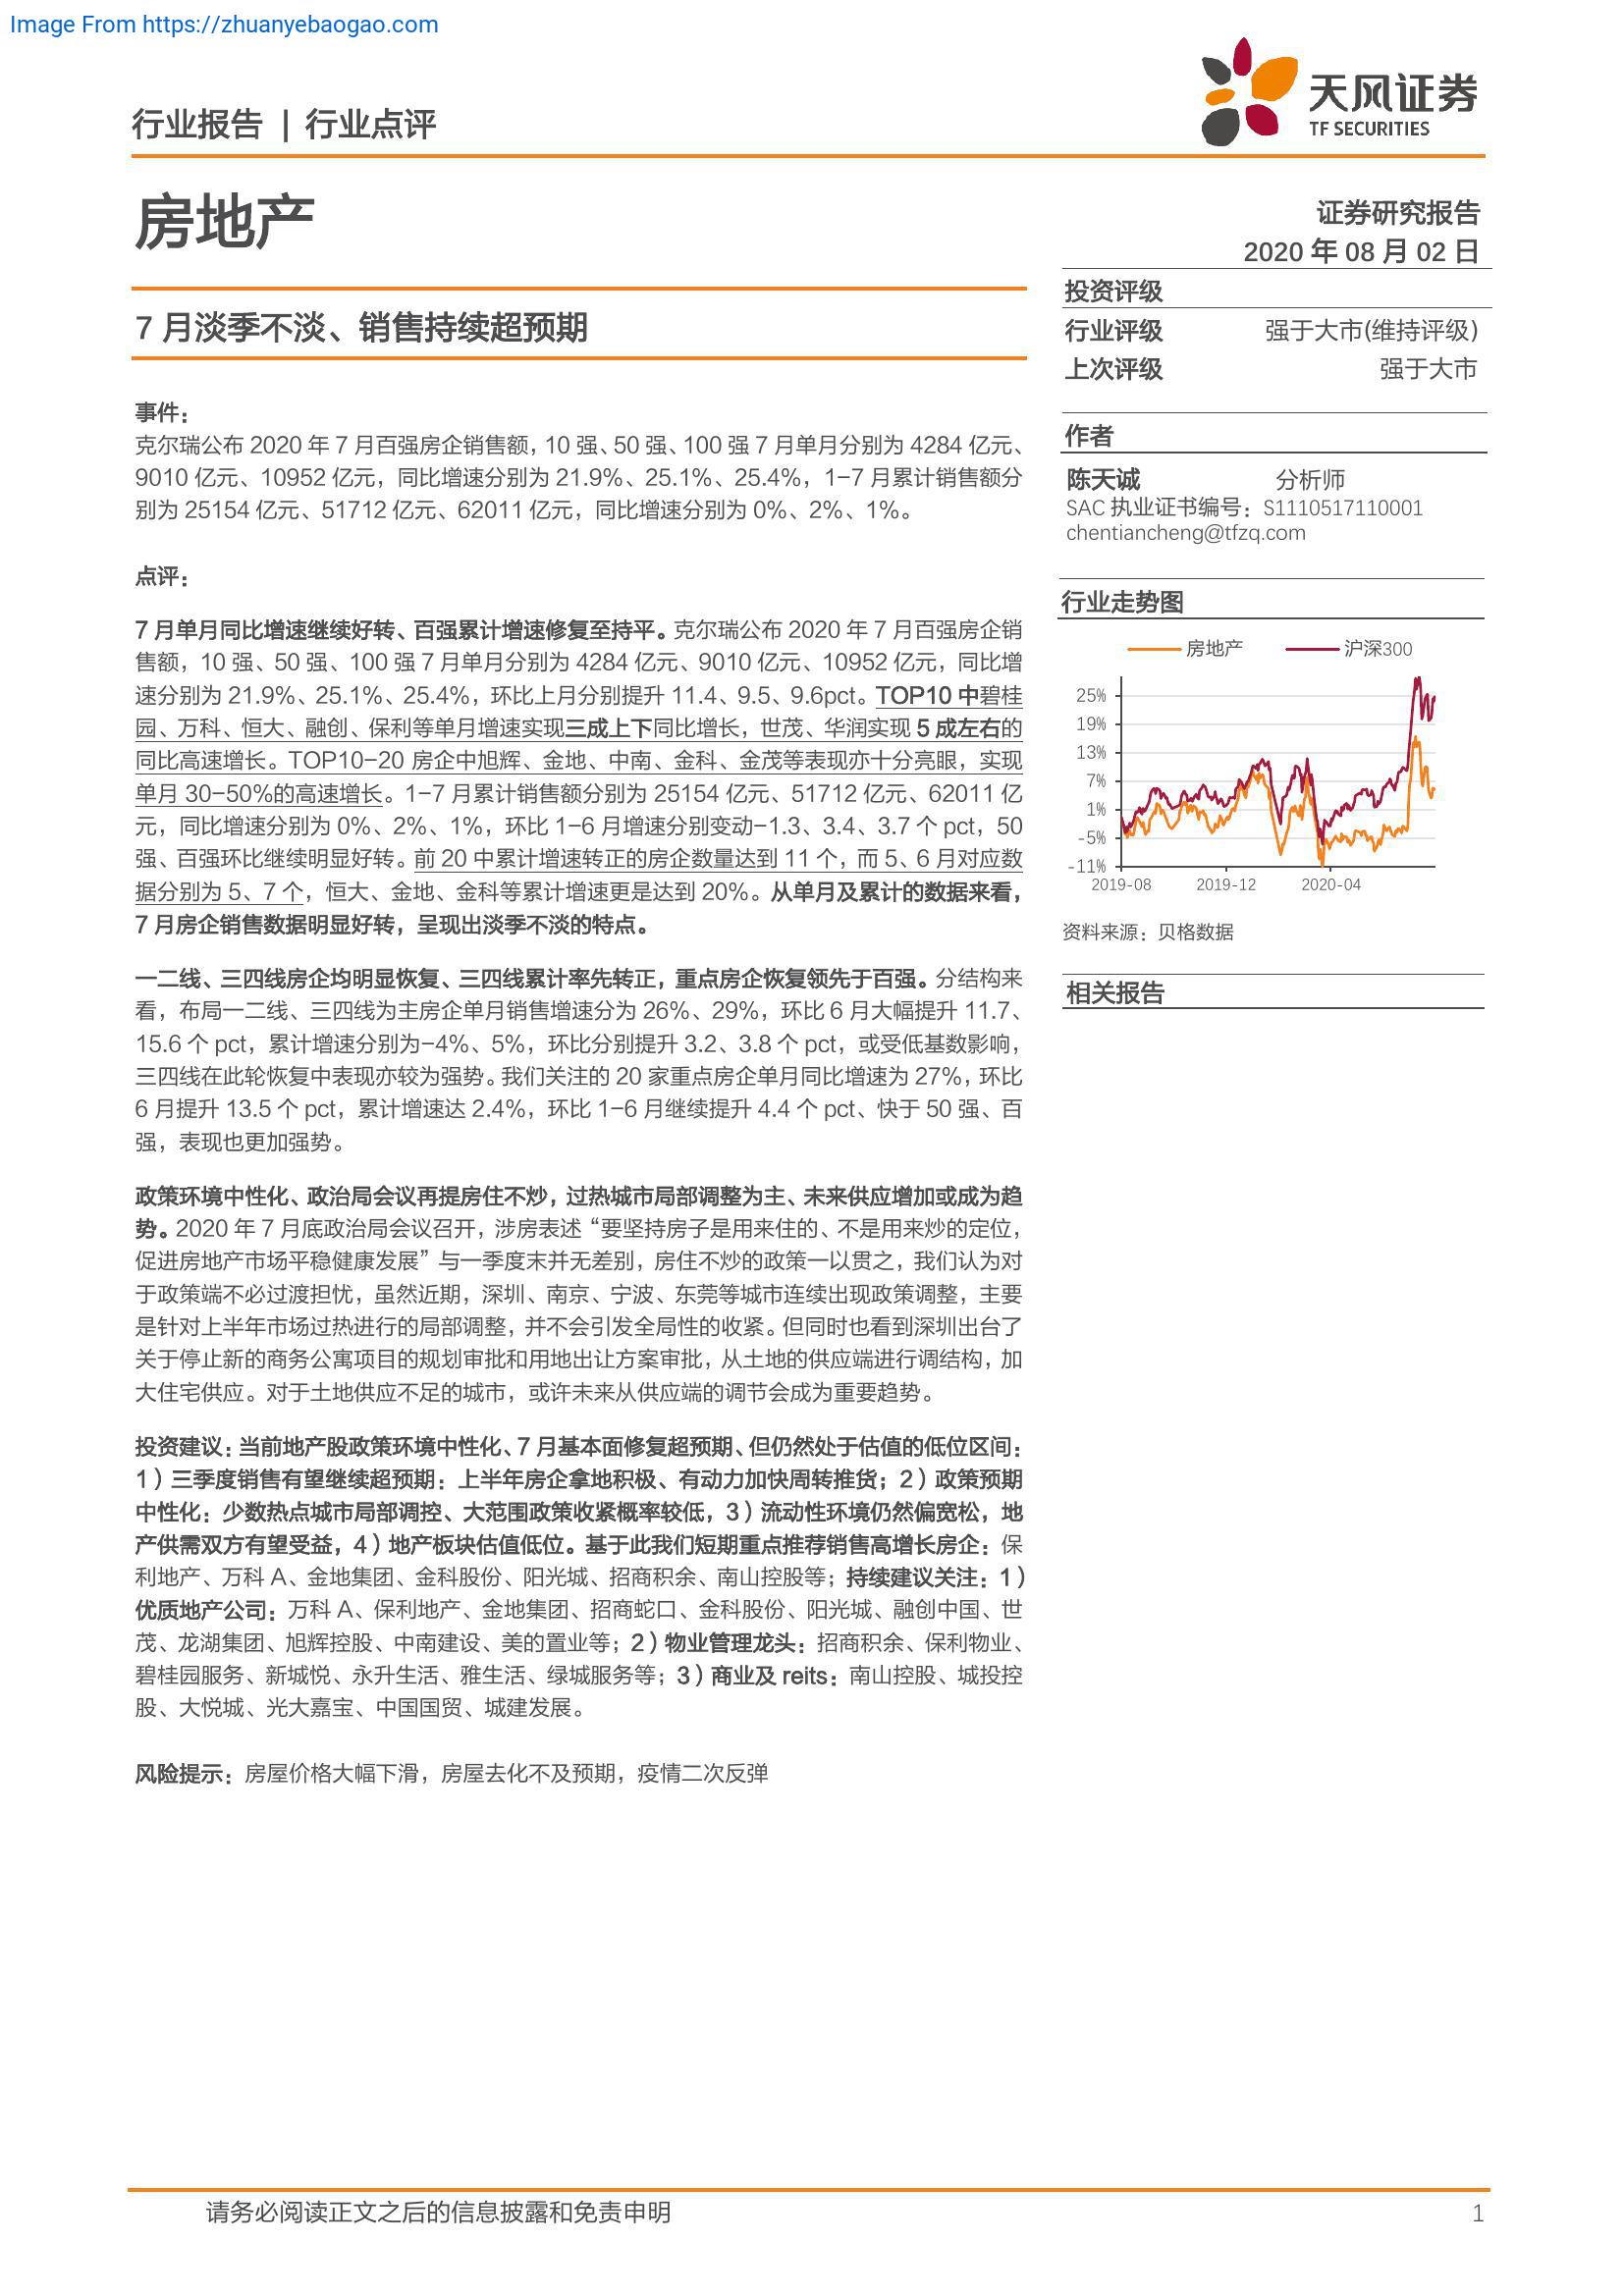 Image From https://zhuanyebaogao.com
行业报告 | 行业点评
天风证券
TF SECURITIES
房地产
证券研究报告
2020 年 08 月 02 日
7 月淡季不淡、销售持续超预期
投资评级
行业评级 强于大市(维持评级)
上次评级 强于大市
作者
陈天诚 分析师
SAC 执业证书编号：S1110517110001
chentiancheng@tfzq.com
行业走势图
房地产 沪深300
25%
19%
13%
7%
1%
-5%
-11%
2019-08 2019-12 2020-04
资料来源：贝格数据
相关报告
事件：
克尔瑞公布 2020 年 7 月百强房企销售额，10 强、50 强、100 强 7 月单月分别为 4284 亿元、
9010 亿元、10952 亿元，同比增速分别为 21.9%、25.1%、25.4%，1-7 月累计销售额分
别为 25154 亿元、51712 亿元、62011 亿元，同比增速分别为 0%、2%、1%。
点评：
7 月单月同比增速继续好转、百强累计增速修复至持平。克尔瑞公布 2020 年 7 月百强房企销
售额，10 强、50 强、100 强 7 月单月分别为 4284 亿元、9010 亿元、10952 亿元，同比增
速分别为 21.9%、25.1%、25.4%，环比上月分别提升 11.4、9.5、9.6pct。TOP10 中碧桂
园、万科、恒大、融创、保利等单月增速实现三成上下同比增长，世茂、华润实现 5 成左右的
同比高速增长。TOP10-20 房企中旭辉、金地、中南、金科、金茂等表现亦十分亮眼，实现
单月 30-50%的高速增长。1-7 月累计销售额分别为 25154 亿元、51712 亿元、62011 亿
元，同比增速分别为 0%、2%、1%，环比 1-6 月增速分别变动-1.3、3.4、3.7 个 pct，50
强、百强环比继续明显好转。前 20 中累计增速转正的房企数量达到 11 个，而 5、6 月对应数
据分别为 5、7 个，恒大、金地、金科等累计增速更是达到 20%。从单月及累计的数据来看，
7 月房企销售数据明显好转，呈现出淡季不淡的特点。
一二线、三四线房企均明显恢复、三四线累计率先转正，重点房企恢复领先于百强。分结构来
看，布局一二线、三四线为主房企单月销售增速分为 26%、29%，环比 6 月大幅提升 11.7、
15.6 个 pct，累计增速分别为-4%、5%，环比分别提升 3.2、3.8 个 pct，或受低基数影响，
三四线在此轮恢复中表现亦较为强势。我们关注的 20 家重点房企单月同比增速为 27%，环比
6 月提升 13.5 个 pct，累计增速达 2.4%，环比 1-6 月继续提升 4.4 个 pct、快于 50 强、百
强，表现也更加强势。
政策环境中性化、政治局会议再提房住不炒，过热城市局部调整为主、未来供应增加或成为趋
势。2020 年 7 月底政治局会议召开，涉房表述“要坚持房子是用来住的、不是用来炒的定位，
促进房地产市场平稳健康发展”与一季度末并无差别，房住不炒的政策一以贯之，我们认为对
于政策端不必过渡担忧，虽然近期，深圳、南京、宁波、东莞等城市连续出现政策调整，主要
是针对上半年市场过热进行的局部调整，并不会引发全局性的收紧。但同时也看到深圳出台了
关于停止新的商务公寓项目的规划审批和用地出让方案审批，从土地的供应端进行调结构，加
大住宅供应。对于土地供应不足的城市，或许未来从供应端的调节会成为重要趋势。
投资建议：当前地产股政策环境中性化、7 月基本面修复超预期、但仍然处于估值的低位区间：
1）三季度销售有望继续超预期：上半年房企拿地积极、有动力加快周转推货；2）政策预期
中性化：少数热点城市局部调控、大范围政策收紧概率较低，3）流动性环境仍然偏宽松，地
产供需双方有望受益，4）地产板块估值低位。基于此我们短期重点推荐销售高增长房企：保
利地产、万科 A、金地集团、金科股份、阳光城、招商积余、南山控股等；持续建议关注：1）
优质地产公司：万科 A、保利地产、金地集团、招商蛇口、金科股份、阳光城、融创中国、世
茂、龙湖集团、旭辉控股、中南建设、美的置业等；2）物业管理龙头：招商积余、保利物业、
碧桂园服务、新城悦、永升生活、雅生活、绿城服务等；3）商业及 reits：南山控股、城投控
股、大悦城、光大嘉宝、中国国贸、城建发展。
风险提示：房屋价格大幅下滑，房屋去化不及预期，疫情二次反弹
请务必阅读正文之后的信息披露和免责申明 1